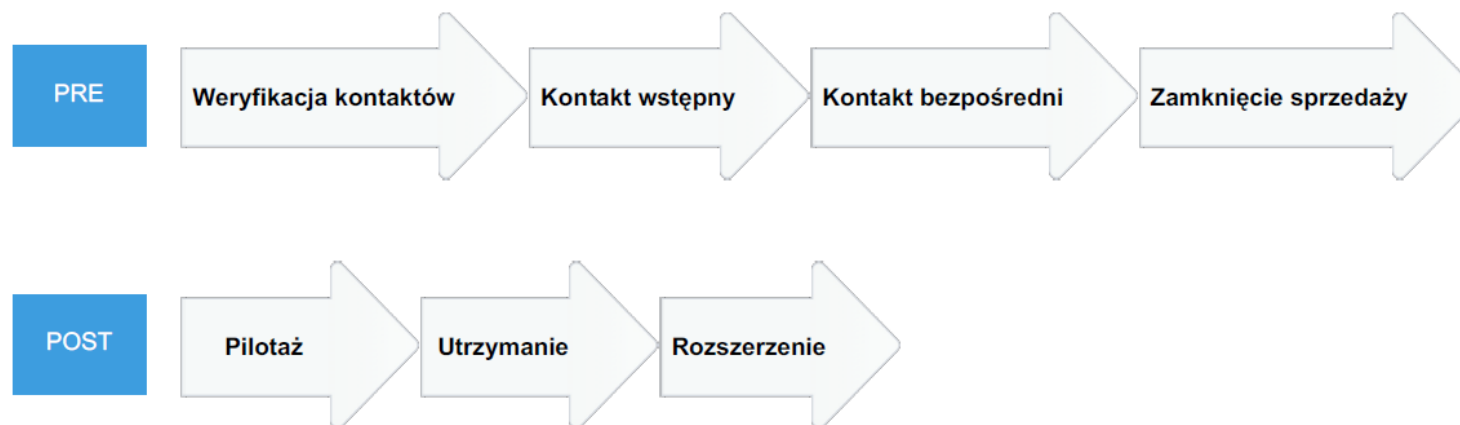 PRE
Weryfikacja kontaktów
Kontakt wstępny
Kontakt bezpośredni
Zamknięcie sprzedaży
POST
Pilotaż
Utrzymanie
Rozszerzenie